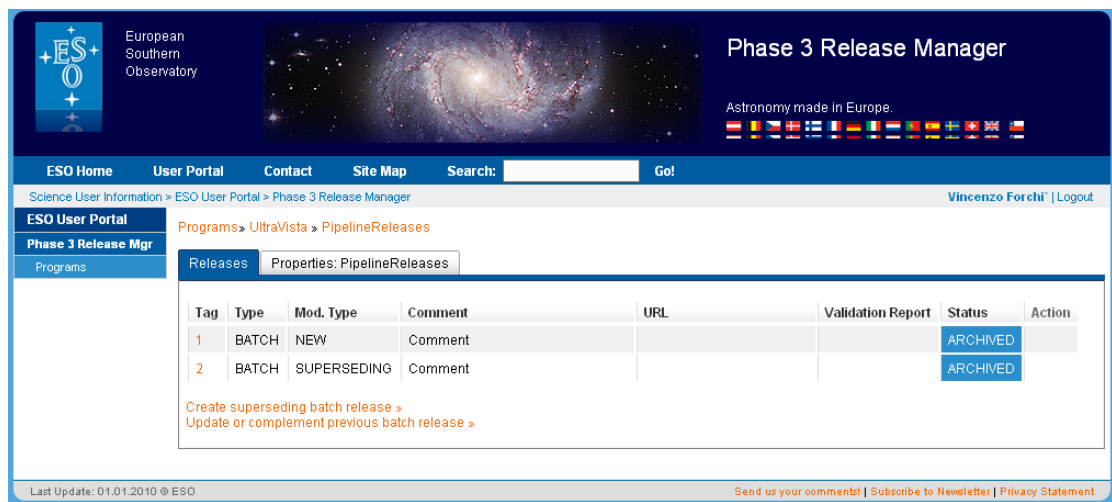 ES
O
European
Southern
Observatory
Phase 3 Release Manager
Astronomy made in Europe.
ESO Home User Portal Contact Site Map Search: Go!
Science User Information > ESO User Portal > Phase 3 Release Manager Vincenzo Forchi` | Logout
ESO User Portal
Phase 3 Release Mgr
Programs
Programs» UltraVista » PipelineReleases
Releases Properties: PipelineReleases
Tag Type Mod. Type Comment URL Validation Report Status Action
1 BATCH NEW Comment ARCHIVED
2 BATCH SUPERSEDING Comment ARCHIVED
Create superseding batch release »
Update or complement previous batch release »
Last Update: 01.01.2010 © ESO Send us your comments! | Subscribe to Newsletter | Privacy Statement